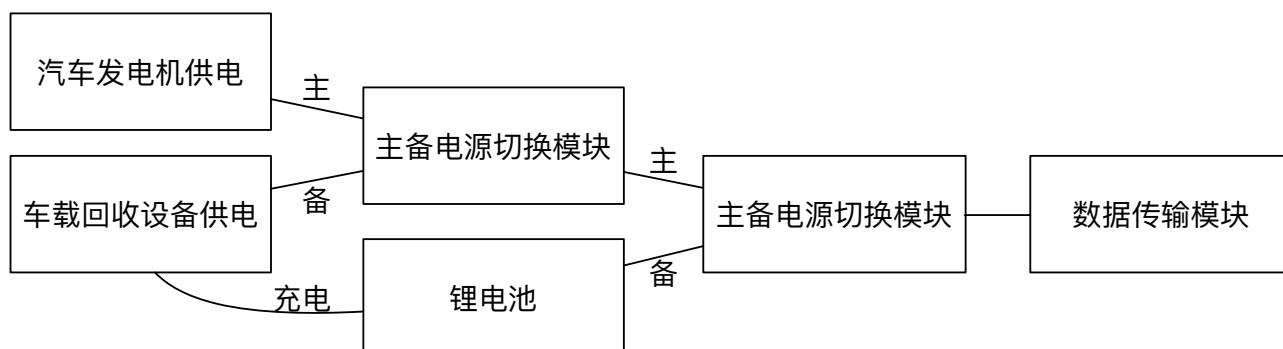 汽车发电机供电
主
主备电源切换模块
车载回收设备供电
备
主
主备电源切换模块
数据传输模块
备
充电
锂电池